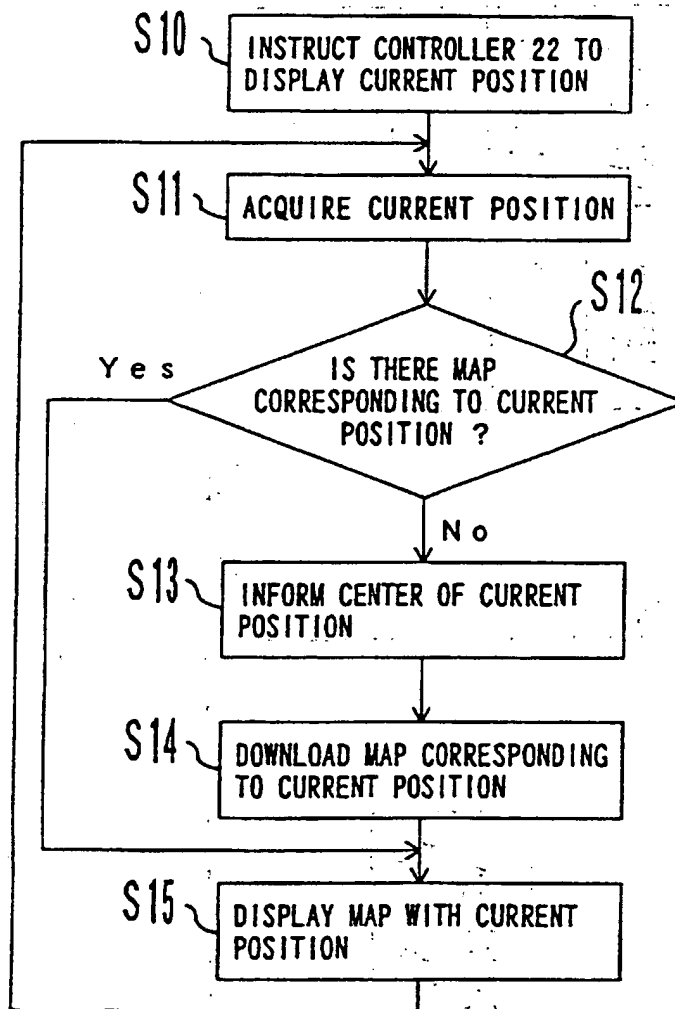 S10
INSTRUCT CONTROLLER 22 TO
DISPLAY CURRENT POSITION
S11
ACQUIRE CURRENT POSITION
S12
Yes
IS THERE MAP
CORRESPONDING TO CURRENT
POSITION ?
No
S13
INFORM CENTER OF CURRENT
POSITION
S14
DOWNLOAD MAP CORRESPONDING
TO CURRENT POSITION
S15
DISPLAY MAP WITH CURRENT
POSITION